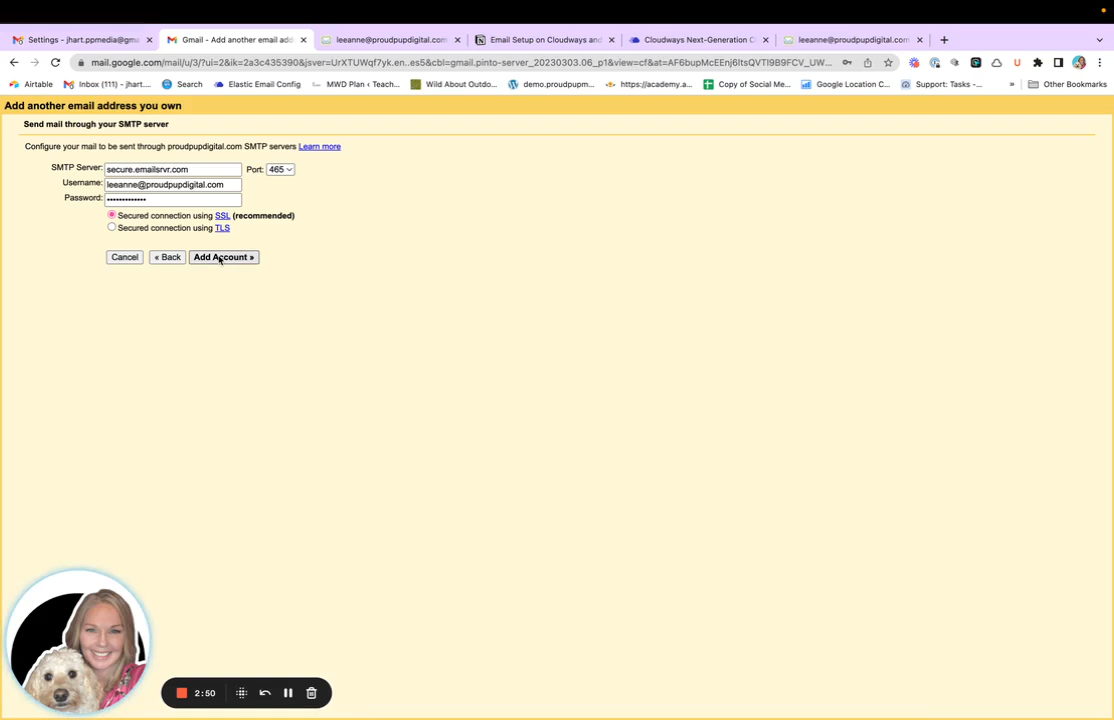 Settings - jhart.ppmedia@gma
Gmail - Add another email add
leeanne@proudpupdigital.com
Email Setup on Cloudways and
Cloudways Next-Generation C
leeanne@proudpupdigital.com
mail.google.com/mail/u/3/?ui=2&ik=2a3c435390&jsver=UrXTUWqf7yk.en..es5&cbl=gmail.pinto-server_20230303.06_p1&view=cf&at=AF6bupMcEEnj6ltsQVTl9B9FCV_UW...
Airtable
Inbox (111) – jhart....
Search
Elastic Email Config
MWD Plan ‹ Teach...
Wild About Outdo...
demo.proudpupm...
https://academy.a...
Copy of Social Me...
Google Location C...
Support: Tasks –...
»
Other Bookmarks
Add another email address you own
Send mail through your SMTP server
Configure your mail to be sent through proudpupdigital.com SMTP servers Learn more
SMTP Server: secure.emailsrvr.com Port: 465
Username: leeanne@proudpupdigital.com
Password: •••••••••••••
Secured connection using SSL (recommended)
Secured connection using TLS
Cancel « Back Add Account »
2:50